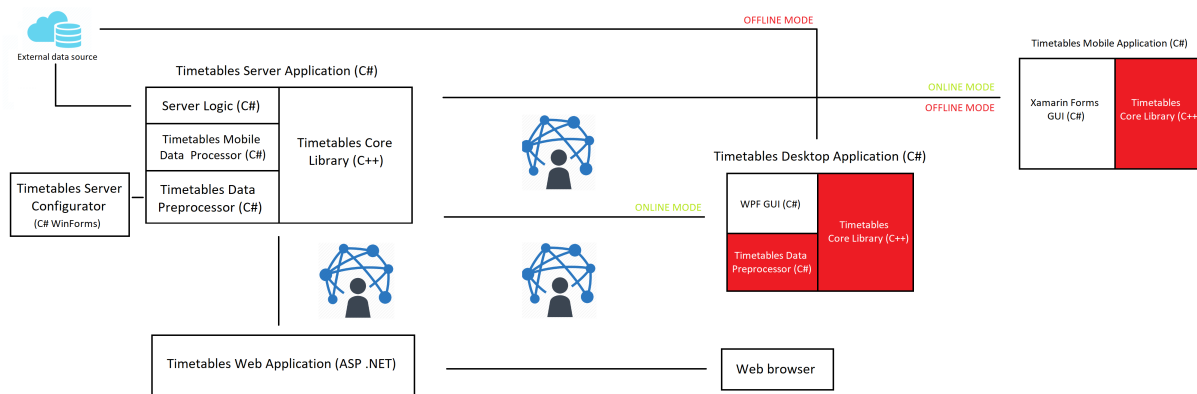 OFFLINE MODE
External data source
Timetables Mobile Application (C#)
Timetables Server Application (C#)
Server Logic (C#)
Timetables Mobile
Data Processor (C#)
Timetables Data
Preprocessor (C#)
Timetables Core
Library (C++)
ONLINE MODE
OFFLINE MODE
Xamarin Forms
GUI (C#)
Timetables
Core Library (C++
Timetables Server
Configurator
(C# WinForms)
Timetables Desktop Application (C#)
ONLINE MODE
WPF GUI (C#)
Timetables Data
Preprocessor (C#)
Timetables
Core Library (C++)
Timetables Web Application (ASP .NET)
Web browser